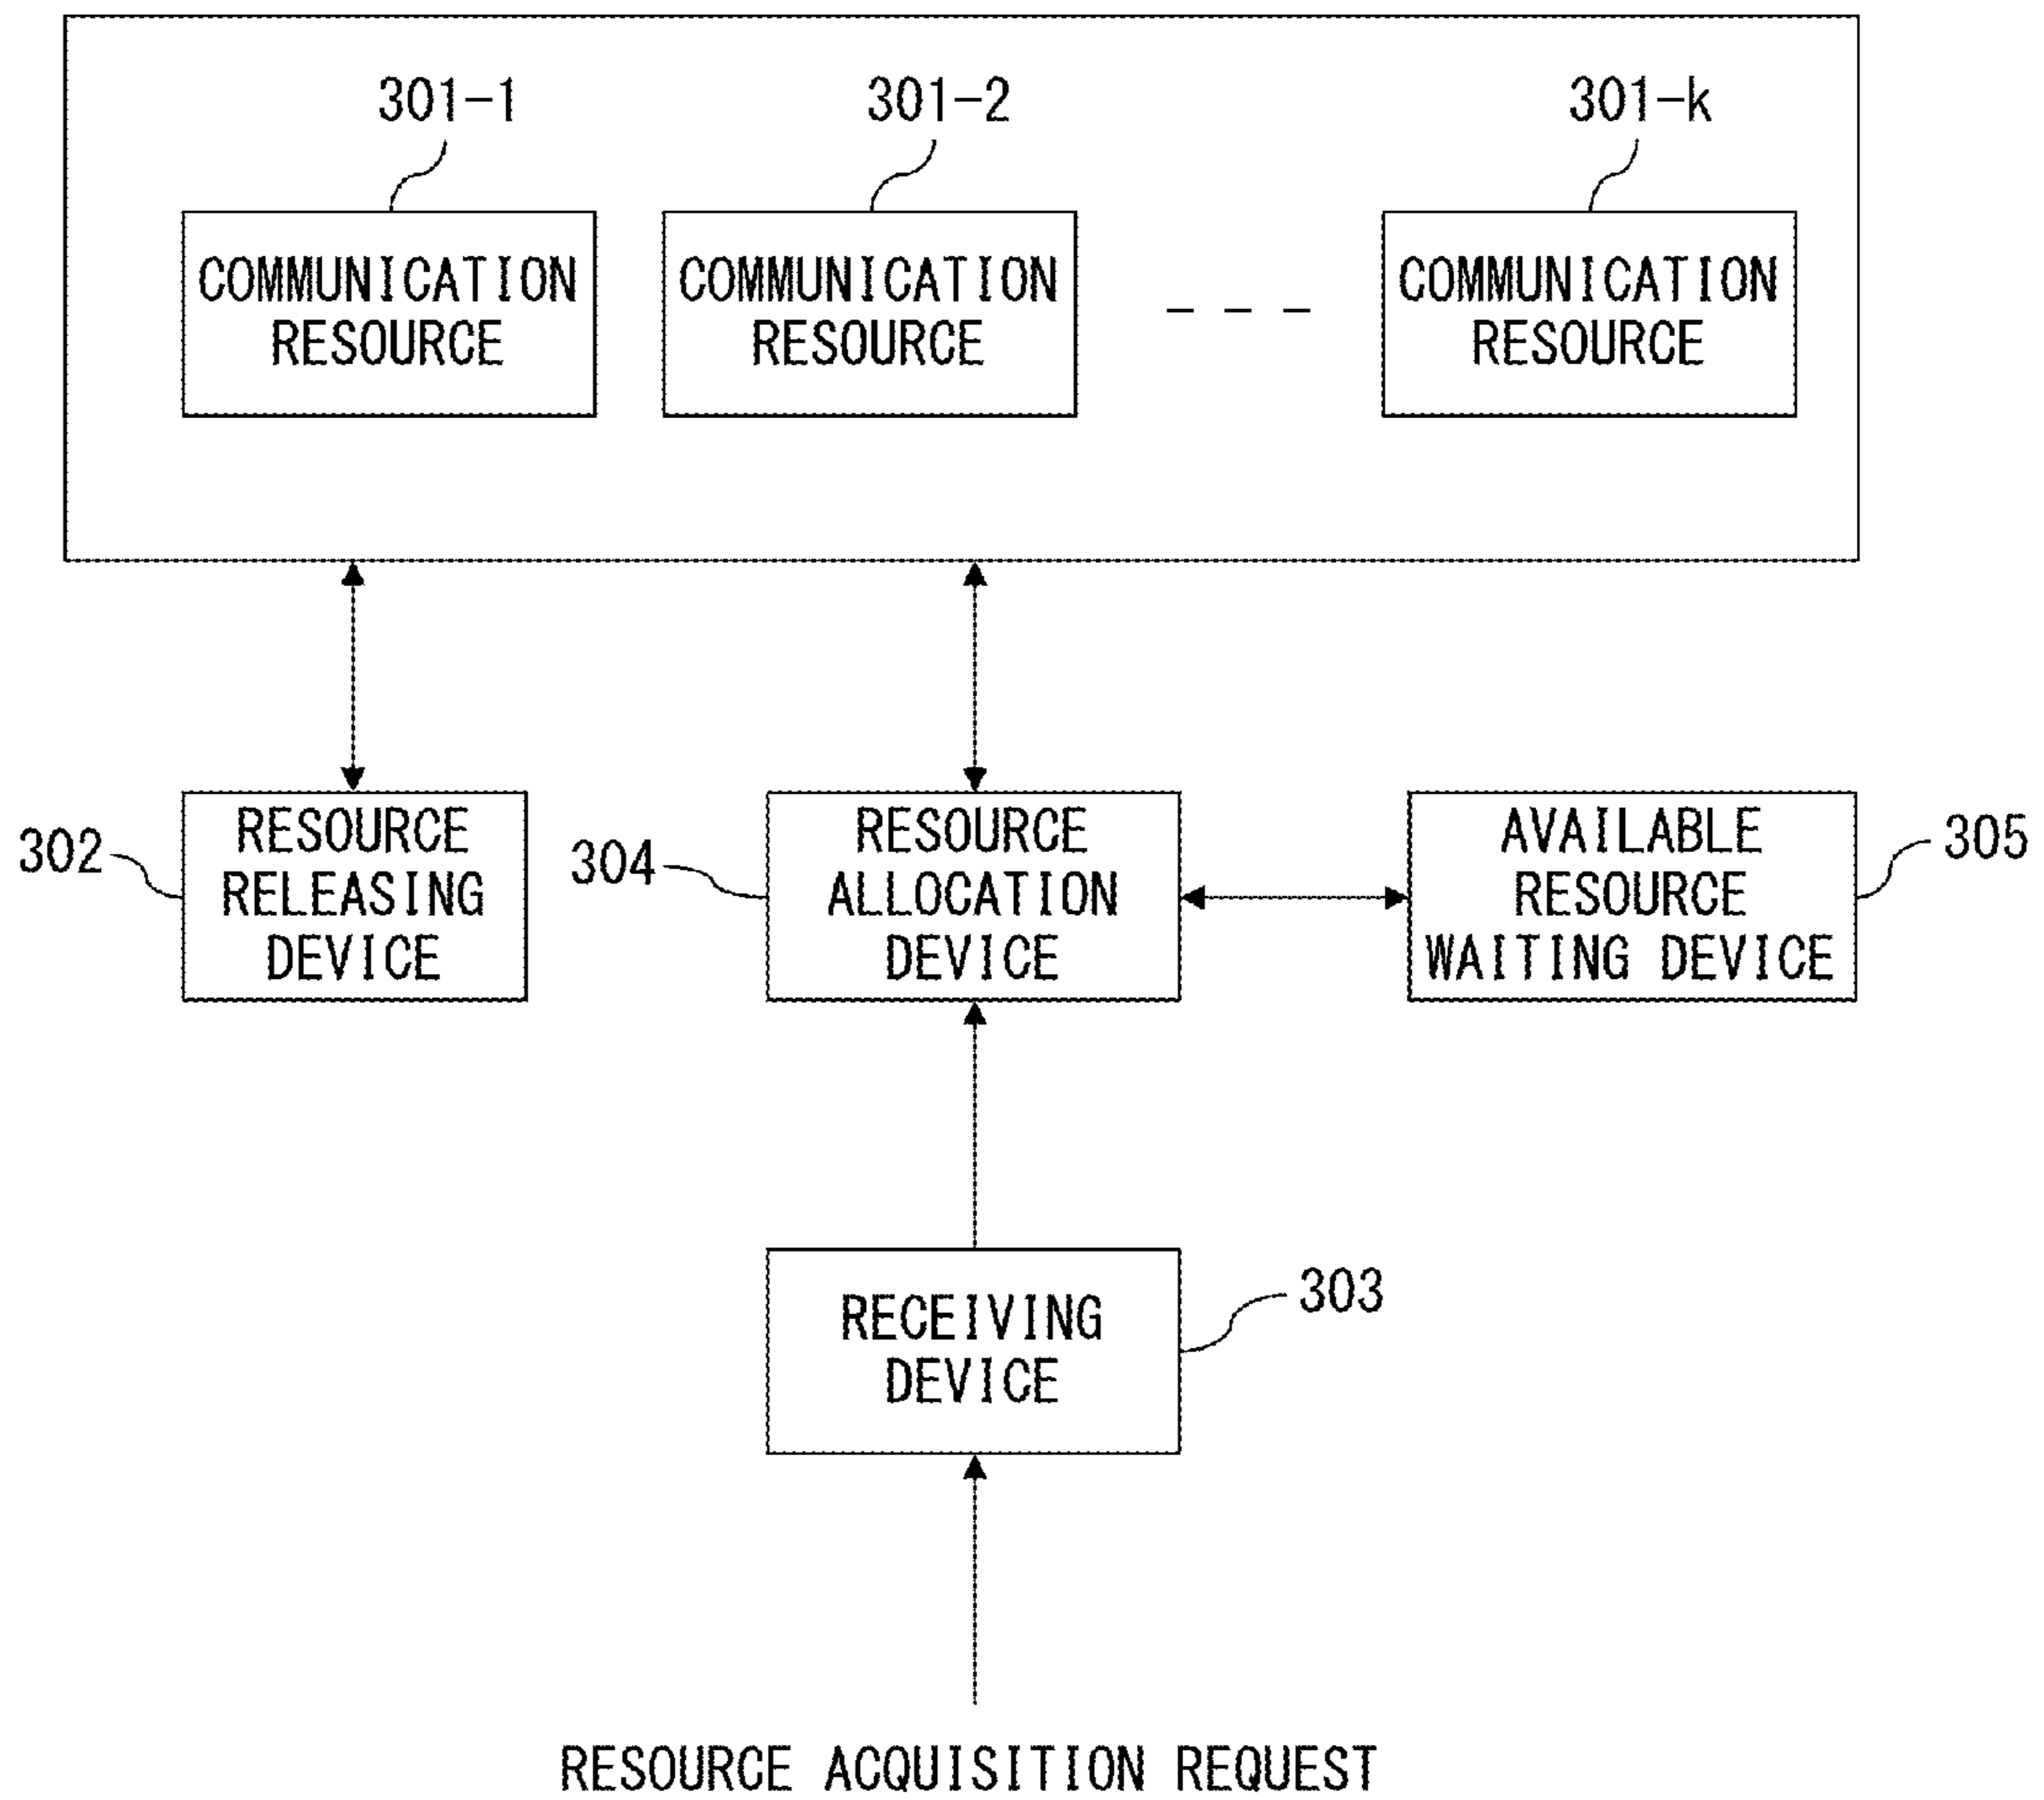 301-1
301-2
301-k
COMMUNICATION
RESOURCE
COMMUNICATION
RESOURCE
COMMUNICATION
RESOURCE
302
RESOURCE
RELEASING
DEVICE
304
RESOURCE
ALLOCATION
DEVICE
AVAILABLE
RESOURCE
WAITING DEVICE
305
RECEIVING
DEVICE
303
RESOURCE ACQUISITION REQUEST